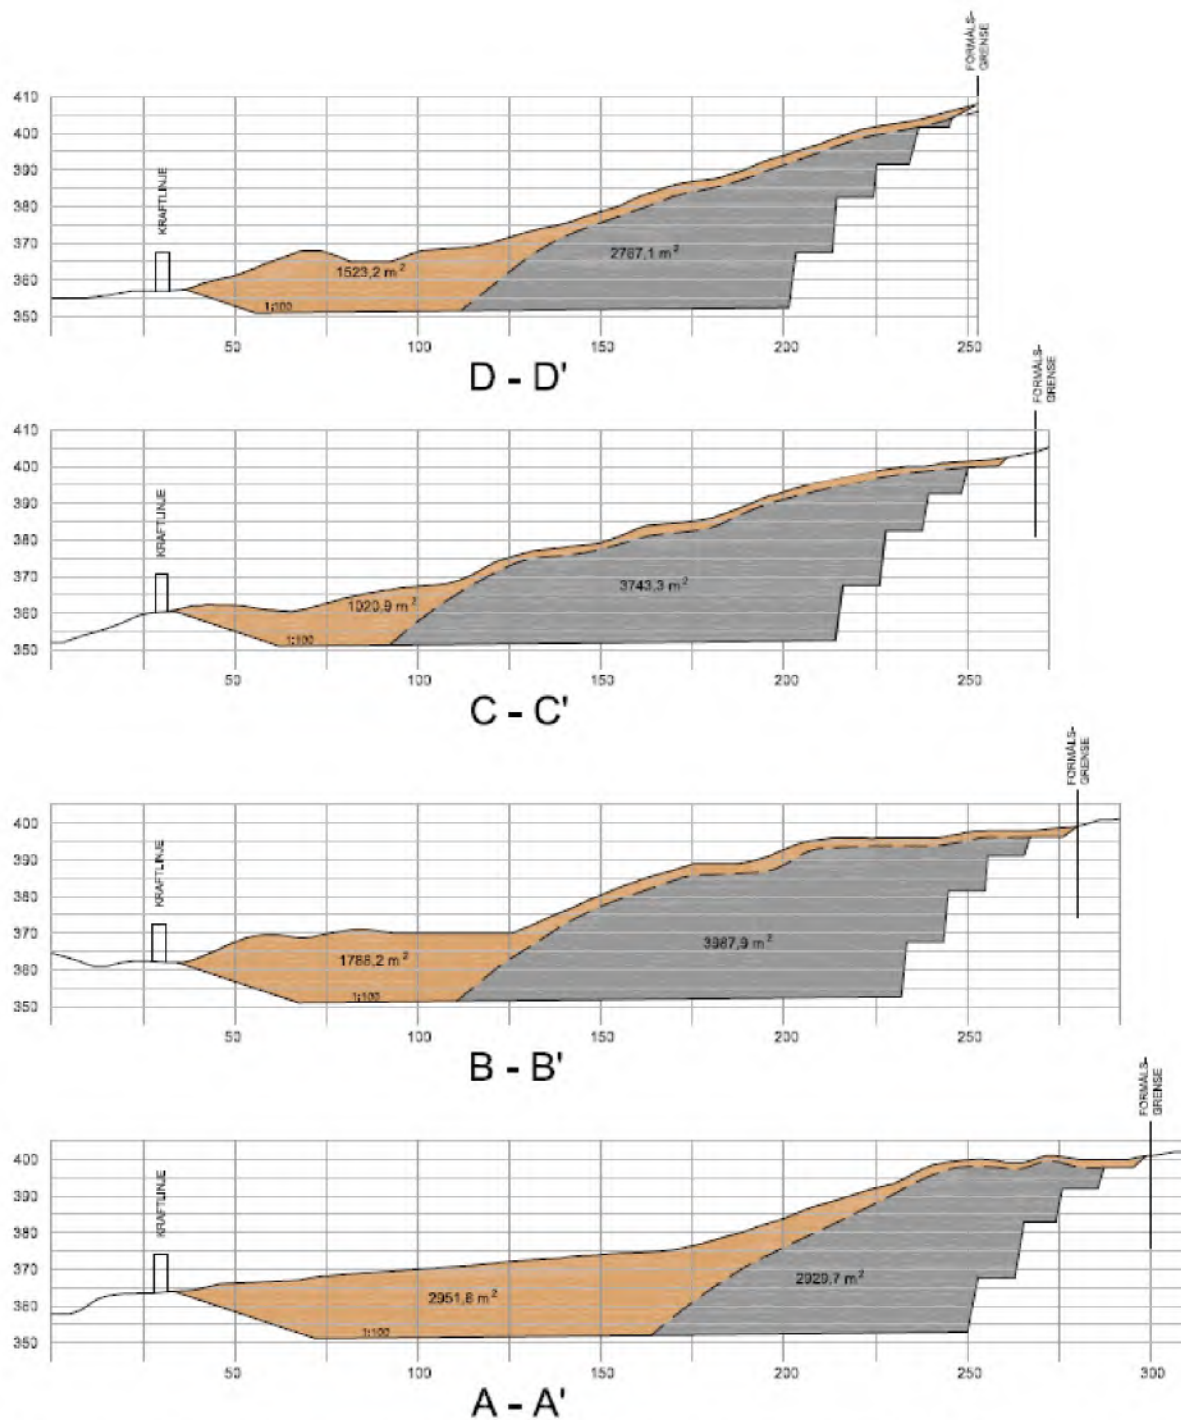 FORMÅLS-
GRENSE
KRAFTLINJE
410
400
390
380
370
360
350
1523,2 m²
2767,1 m²
1:100
50
100
150
200
250
D - D'
FORMÅLS-
GRENSE
KRAFTLINJE
410
400
390
380
370
360
350
1020,9 m²
3743,3 m²
1:100
50
100
150
200
250
C - C'
FORMÅLS-
GRENSE
KRAFTLINJE
400
390
380
370
360
350
1788,2 m²
3987,9 m²
1:100
50
100
150
200
250
B - B'
FORMÅLS-
GRENSE
KRAFTLINJE
400
390
380
370
360
350
2951,8 m²
2929,7 m²
1:100
50
100
150
200
250
300
A - A'